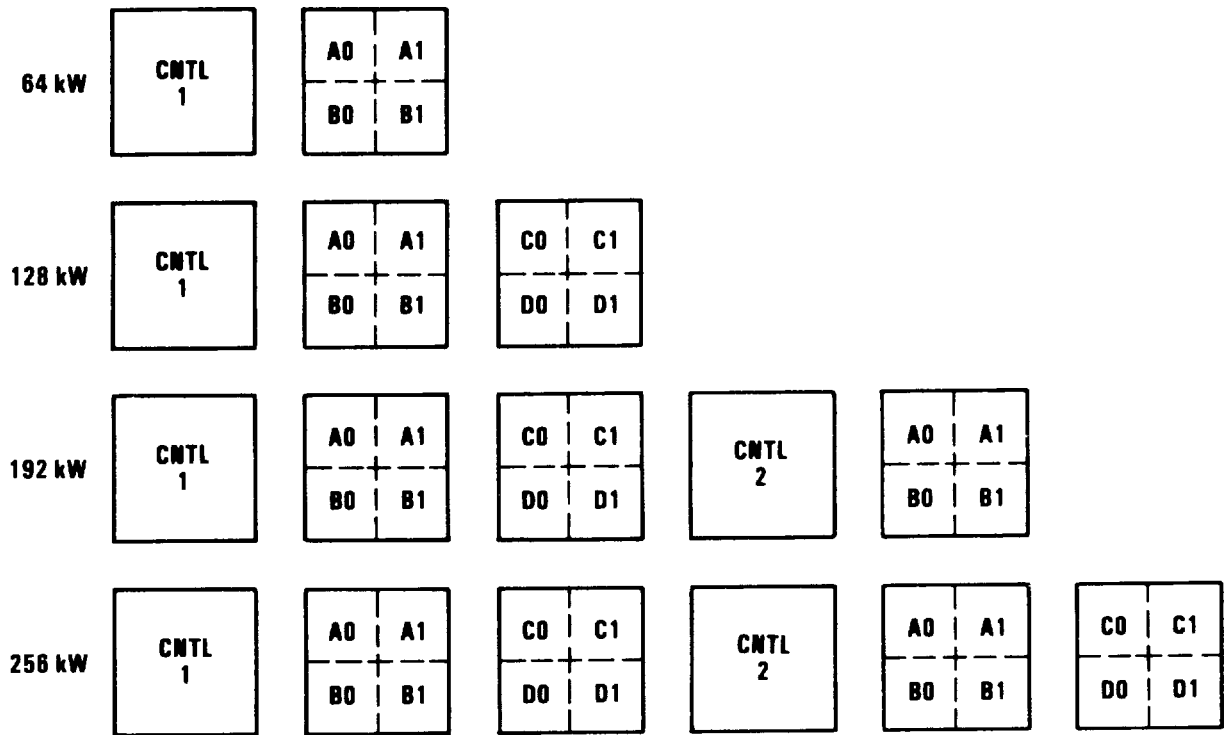 A0 A1
64 kW CNTL 1
B0 B1
A0 A1 C0 C1
128 kW CNTL 1
B0 B1 D0 D1
A0 A1 C0 C1 A0 A1
192 kW CNTL 1 CNTL 2
B0 B1 D0 D1 B0 B1
A0 A1 C0 C1 A0 A1 C0 C1
256 kW CNTL 1 CNTL 2
B0 B1 D0 D1 B0 B1 D0 D1